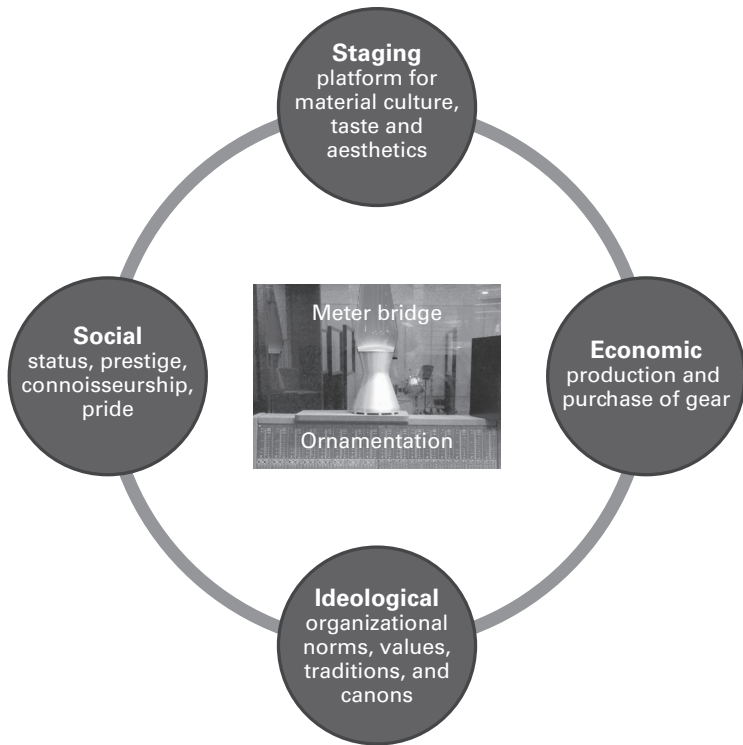 Staging
platform for
material culture,
taste and
aesthetics
Social
status, prestige,
connoisseurship,
pride
Meter bridge
Ornamentation
Economic
production and
purchase of gear
Ideological
organizational
norms, values,
traditions, and
canons